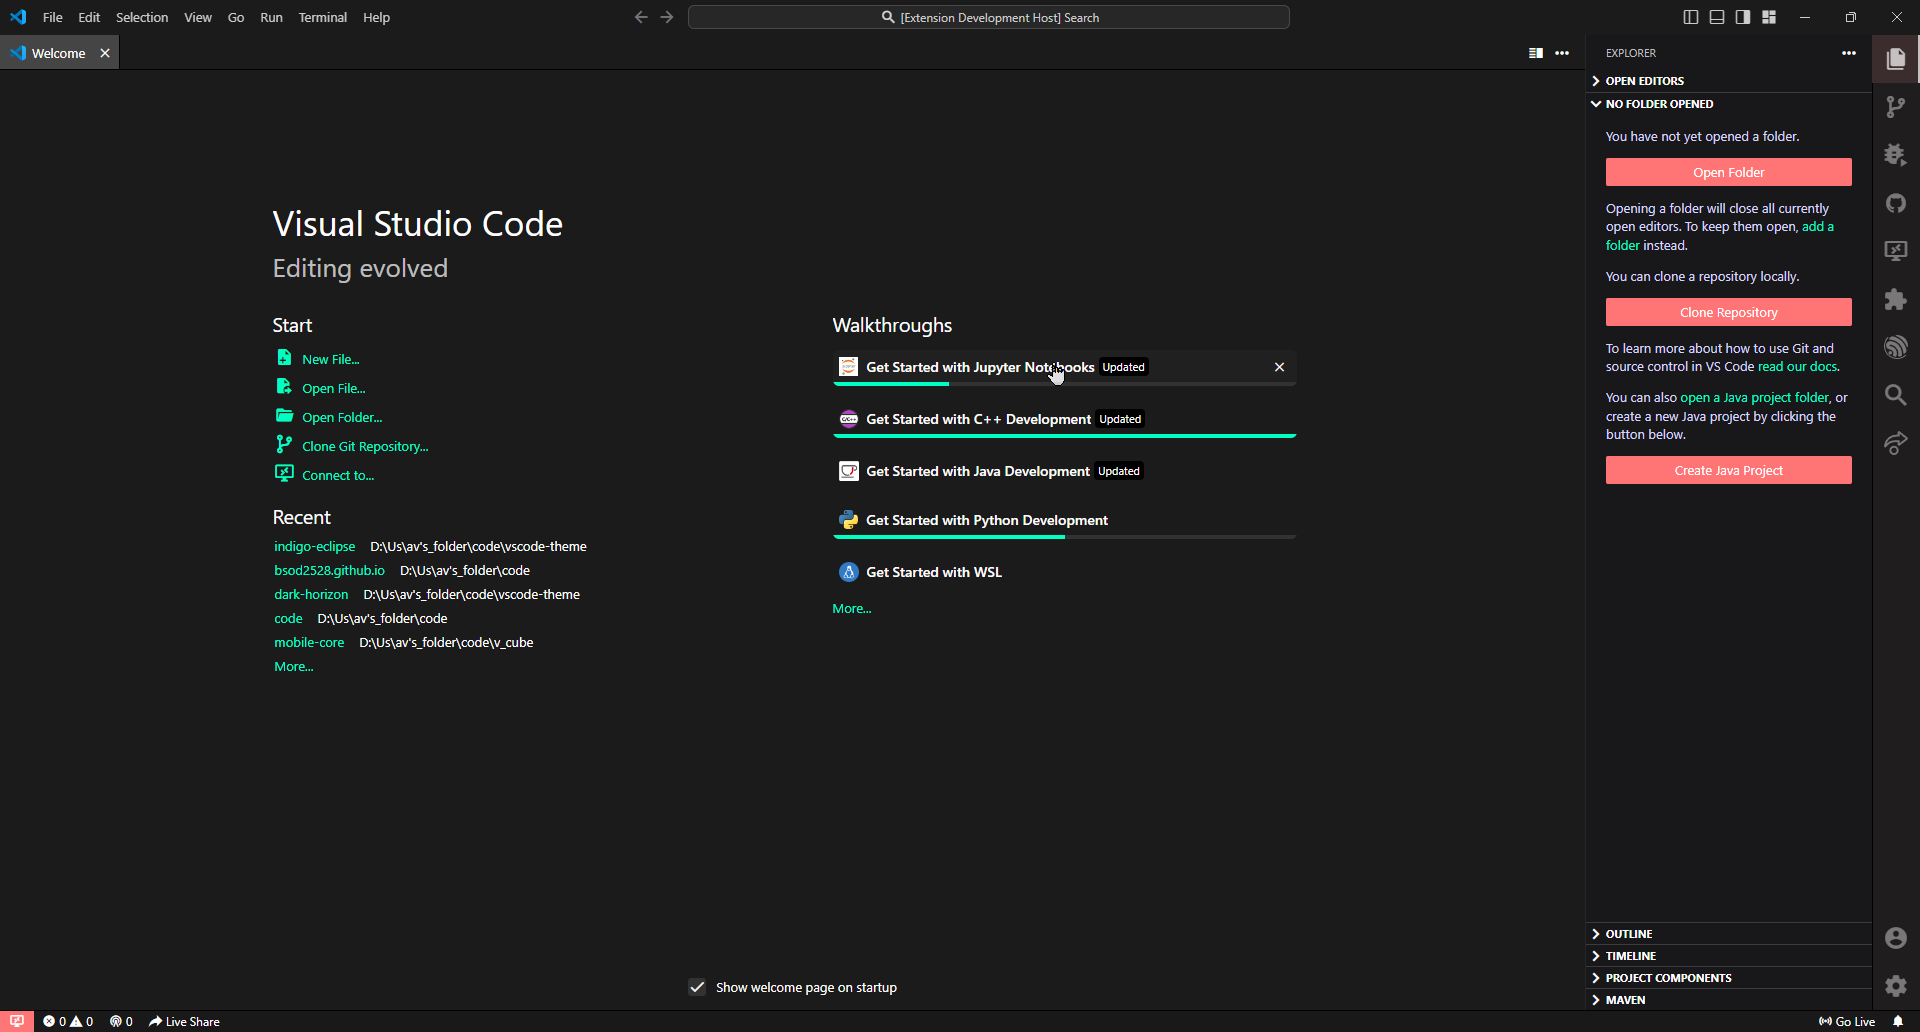 File Edit Selection View Go Run Terminal Help
[Extension Development Host] Search
Welcome
Visual Studio Code
Editing evolved
Start
New File...
Open File...
Open Folder...
Clone Git Repository...
Connect to...
Recent
indigo-eclipse D:\Us\av's_folder\code\vscode-theme
bsod2528.github.io D:\Us\av's_folder\code
dark-horizon D:\Us\av's_folder\code\vscode-theme
code D:\Us\av's_folder\code
mobile-core D:\Us\av's_folder\code\v_cube
More...
Walkthroughs
Get Started with Jupyter Notebooks Updated
Get Started with C++ Development Updated
Get Started with Java Development Updated
Get Started with Python Development
Get Started with WSL
More...
Show welcome page on startup
EXPLORER
OPEN EDITORS
NO FOLDER OPENED
You have not yet opened a folder.
Open Folder
Opening a folder will close all currently
open editors. To keep them open, add a
folder instead.
You can clone a repository locally.
Clone Repository
To learn more about how to use Git and
source control in VS Code read our docs.
You can also open a Java project folder, or
create a new Java project by clicking the
button below.
Create Java Project
OUTLINE
TIMELINE
PROJECT COMPONENTS
MAVEN
0 0 0 Live Share
Go Live